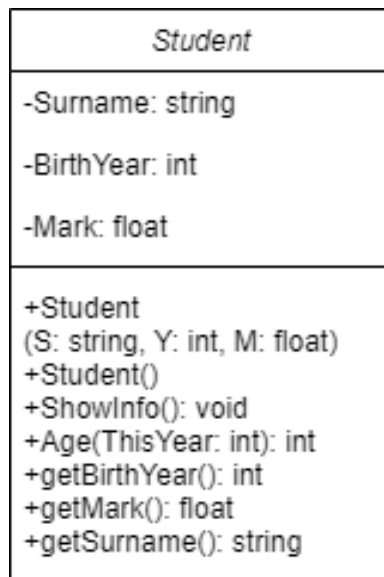 Student
-Surname: string
-BirthYear: int
-Mark: float
+Student
(S: string, Y: int, M: float)
+Student()
+ShowInfo(): void
+Age(ThisYear: int): int
+getBirthYear(): int
+getMark(): float
+getSurname(): string